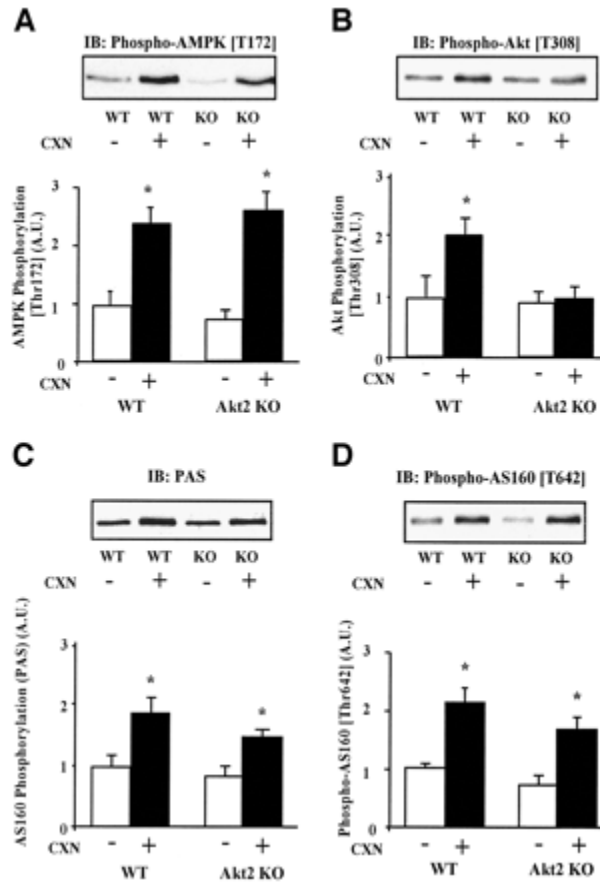 A
IB: Phospho-AMPK [T172]
WT WT KO KO
CXN - + - +
AMPK Phosphorylation
[Thr172] (A.U.)
3
2
1
0
* *
CXN - + - +
WT Akt2 KO
B
IB: Phospho-Akt [T308]
WT WT KO KO
CXN - + - +
Akt Phosphorylation
[Thr308] (A.U.)
3
2
1
0
*
CXN - + - +
WT Akt2 KO
C
IB: PAS
WT WT KO KO
CXN - + - +
AS160 Phosphorylation (PAS) (A.U.)
3
2
1
0
* *
CXN - + - +
WT Akt2 KO
D
IB: Phospho-AS160 [T642]
WT WT KO KO
CXN - + - +
Phospho-AS160 [Thr642] (A.U.)
3
2
1
0
* *
CXN - + - +
WT Akt2 KO